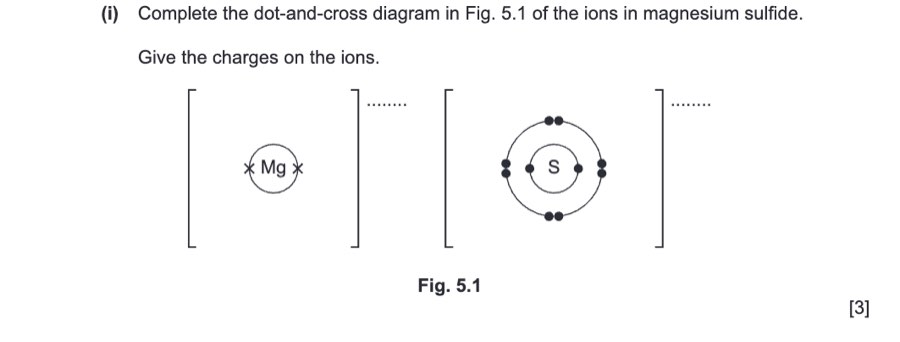 (i) Complete the dot-and-cross diagram in Fig. 5.1 of the ions in magnesium sulfide.
Give the charges on the ions.
........ ........
Mg S
Fig. 5.1
[3]